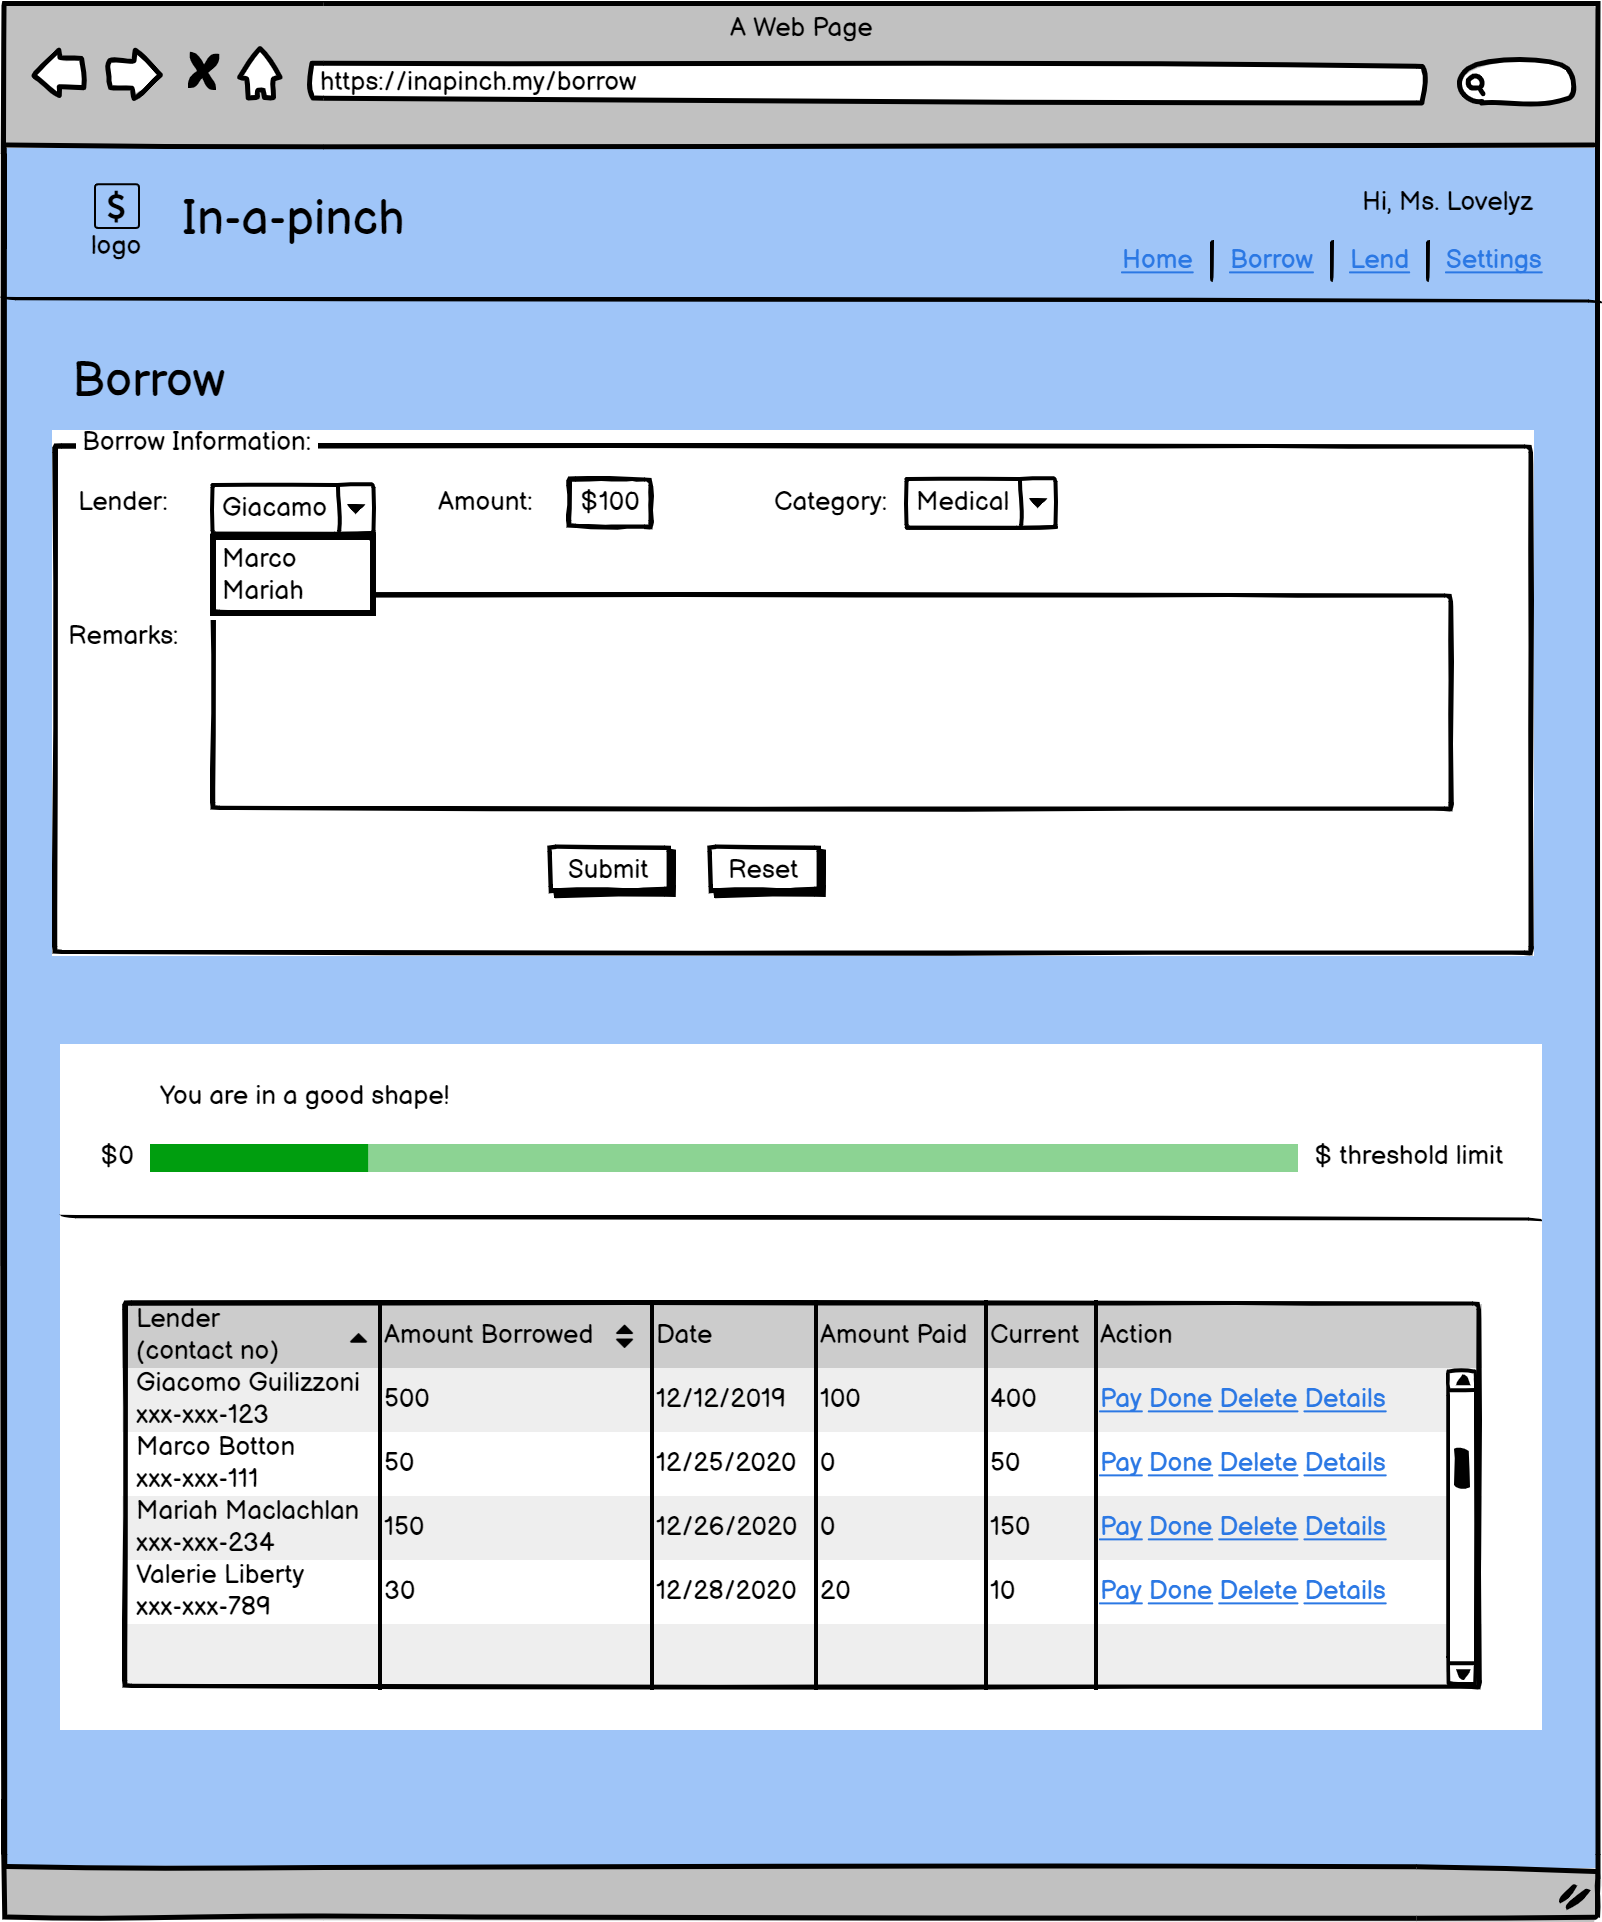 A Web Page
https://inapinch.my/borrow
$
logo
In-a-pinch
Hi, Ms. Lovelyz
Home Borrow Lend Settings
Borrow
Borrow Information:
Lender: Giacamo Amount: $100 Category: Medical
Marco
Mariah
Remarks:
Submit Reset
You are in a good shape!
$0 $ threshold limit
Lender
(contact no) Amount Borrowed Date Amount Paid Current Action
Giacomo Guilizzoni
xxx-xxx-123 500 12/12/2019 100 400 Pay Done Delete Details
Marco Botton
xxx-xxx-111 50 12/25/2020 0 50 Pay Done Delete Details
Mariah Maclachlan
xxx-xxx-234 150 12/26/2020 0 150 Pay Done Delete Details
Valerie Liberty
xxx-xxx-789 30 12/28/2020 20 10 Pay Done Delete Details